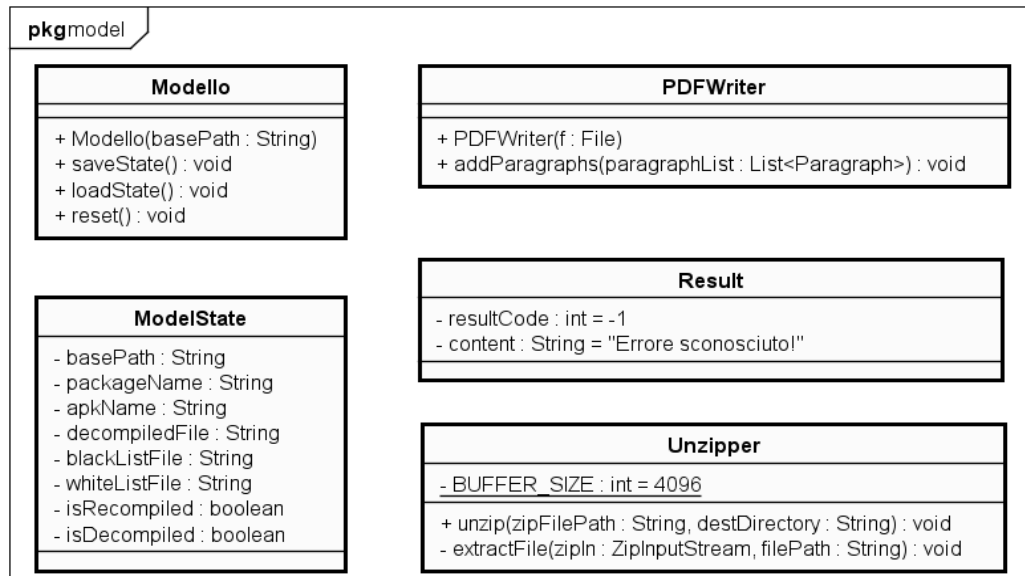 pkgmodel
Modello
+ Modello(basePath : String)
+ saveState() : void
+ loadState() : void
+ reset() : void
PDFWriter
+ PDFWriter(f : File)
+ addParagraphs(paragraphList : List<Paragraph>) : void
ModelState
- basePath : String
- packageName : String
- apkName : String
- decompiledFile : String
- blackListFile : String
- whiteListFile : String
- isRecompiled : boolean
- isDecompiled : boolean
Result
- resultCode : int = -1
- content : String = "Errore sconosciuto!"
Unzipper
- BUFFER_SIZE : int = 4096
+ unzip(zipFilePath : String, destDirectory : String) : void
- extractFile(zipIn : ZipInputStream, filePath : String) : void